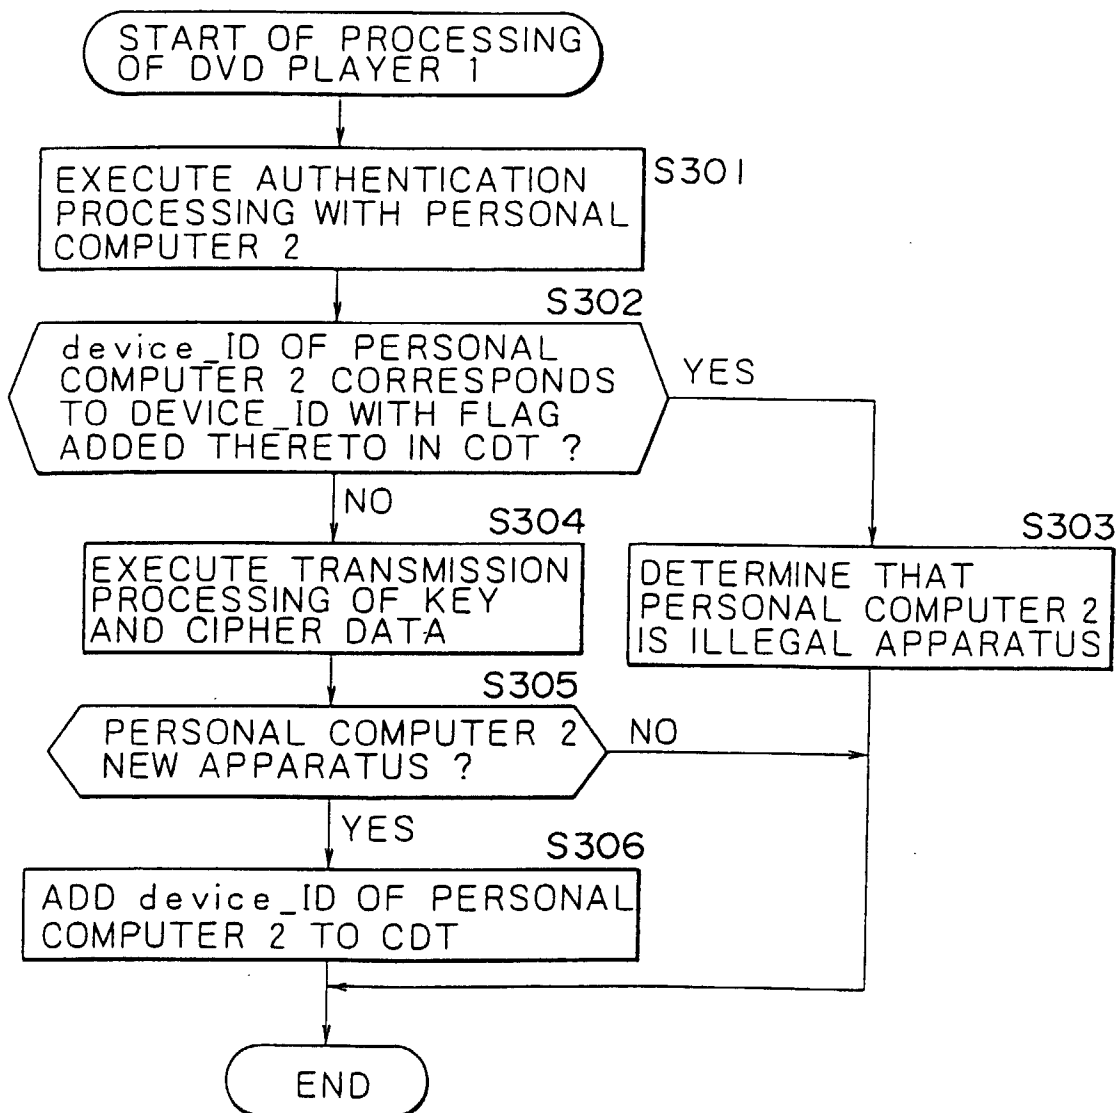 START OF PROCESSING
OF DVD PLAYER 1
S301
EXECUTE AUTHENTICATION
PROCESSING WITH PERSONAL
COMPUTER 2
S302
device_ID OF PERSONAL
COMPUTER 2 CORRESPONDS
TO DEVICE_ID WITH FLAG
ADDED THERETO IN CDT ?
YES
NO
S304
EXECUTE TRANSMISSION
PROCESSING OF KEY
AND CIPHER DATA
S303
DETERMINE THAT
PERSONAL COMPUTER 2
IS ILLEGAL APPARATUS
S305
PERSONAL COMPUTER 2
NEW APPARATUS ?
NO
YES
S306
ADD device_ID OF PERSONAL
COMPUTER 2 TO CDT
END